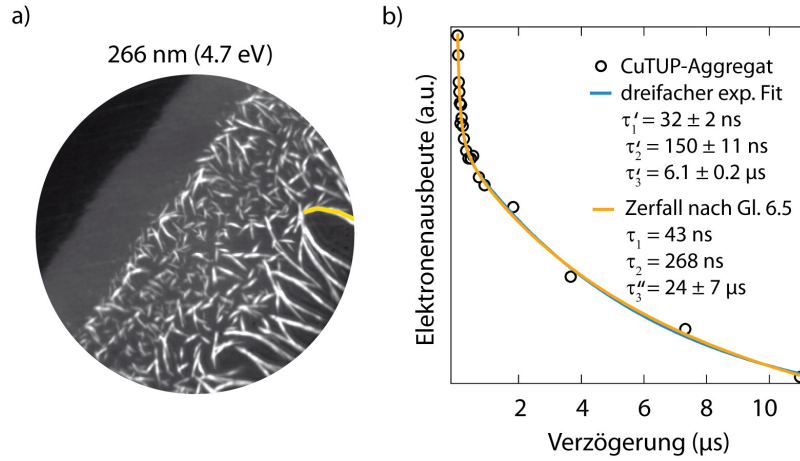 a)
266 nm (4.7 eV)
b)
Elektronenausbeute (a.u.)
CuTUP-Aggregat
dreifacher exp. Fit
τ₁′ = 32 ± 2 ns
τ₂′ = 150 ± 11 ns
τ₃′ = 6.1 ± 0.2 µs
Zerfall nach Gl. 6.5
τ₁ = 43 ns
τ₂ = 268 ns
τ₃″ = 24 ± 7 µs
2 4 6 8 10
Verzögerung (µs)